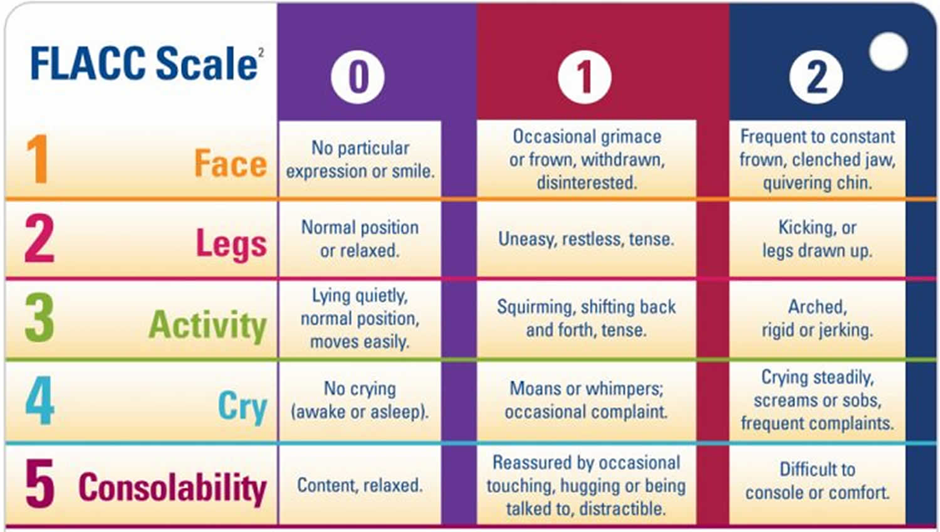 FLACC Scale²
0
1
2
1 Face
No particular
expression or smile.
Occasional grimace
or frown, withdrawn,
disinterested.
Frequent to constant
frown, clenched jaw,
quivering chin.
2 Legs
Normal position
or relaxed.
Uneasy, restless, tense.
Kicking, or
legs drawn up.
3 Activity
Lying quietly,
normal position,
moves easily.
Squirming, shifting back
and forth, tense.
Arched,
rigid or jerking.
4 Cry
No crying
(awake or asleep).
Moans or whimpers;
occasional complaint.
Crying steadily,
screams or sobs,
frequent complaints.
5 Consolability
Content, relaxed.
Reassured by occasional
touching, hugging or being
talked to, distractible.
Difficult to
console or comfort.